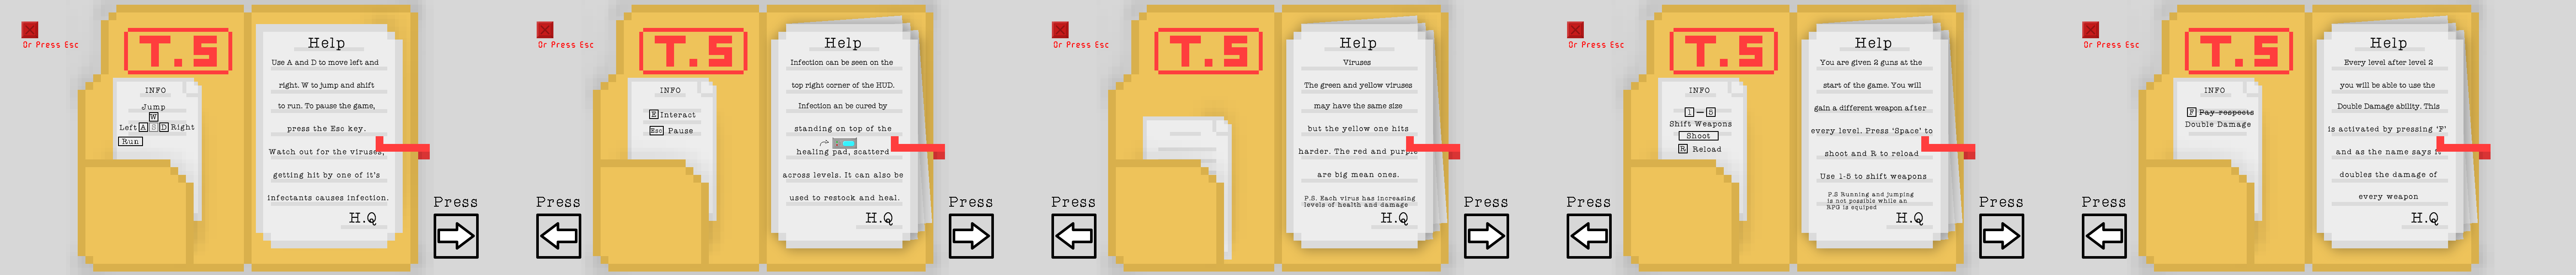 Or Press Esc
T.S
INFO
Jump
W
Left A S D Right
Run
Help
Use A and D to move left and
right. W to jump and shift
to run. To pause the game,
press the Esc key.
Watch out for the viruses,
getting hit by one of it's
infectants causes infection.
H.Q
Press
Or Press Esc
Press
T.S
INFO
E Interact
Esc Pause
Help
Infection can be seen on the
top right corner of the HUD.
Infection an be cured by
standing on top of the
healing pad, scatterd
across levels. It can also be
used to restock and heal.
H.Q
Press
Or Press Esc
Press
T.S
Help
Viruses
The green and yellow viruses
may have the same size
but the yellow one hits
harder. The red and purple
are big mean ones.
P.S. Each virus has increasing
levels of health and damage
H.Q
Press
Or Press Esc
Press
T.S
INFO
1 — 5
Shift Weapons
Shoot
R Reload
Help
You are given 2 guns at the
start of the game. You will
gain a different weapon after
every level. Press 'Space' to
shoot and R to reload
Use 1-5 to shift weapons
P.S Running and jumping
is not possible while an
RPG is equiped
H.Q
Press
Or Press Esc
Press
T.S
INFO
F Pay respects
Double Damage
Help
Every level after level 2
you will be able to use the
Double Damage ability. This
is activated by pressing 'F'
and as the name says
doubles the damage of
every weapon
H.Q